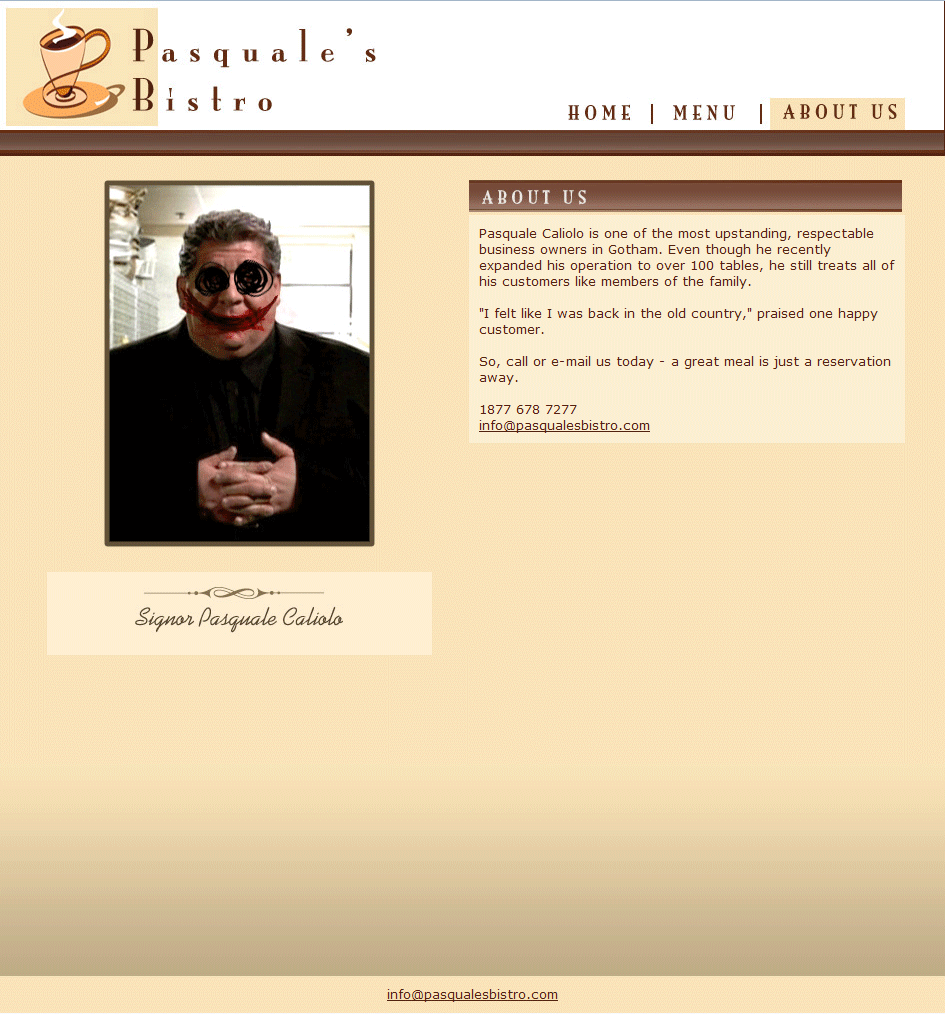 Pasquale's
Bistro
HOME | MENU | ABOUT US
ABOUT US
Pasquale Caliolo is one of the most upstanding, respectable
business owners in Gotham. Even though he recently
expanded his operation to over 100 tables, he still treats all of
his customers like members of the family.
"I felt like I was back in the old country," praised one happy
customer.
So, call or e-mail us today - a great meal is just a reservation
away.
1877 678 7277
info@pasqualesbistro.com
Signor Pasquale Caliolo
info@pasqualesbistro.com